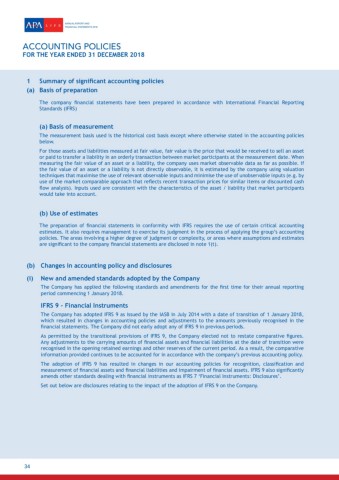 APA LIFE
ANNUAL REPORT AND
FINANCIAL STATEMENTS 2018
ACCOUNTING POLICIES
FOR THE YEAR ENDED 31 DECEMBER 2018
1 Summary of significant accounting policies
(a) Basis of preparation
The company financial statements have been prepared in accordance with International Financial Reporting
Standards (IFRS)
(a) Basis of measurement
The measurement basis used is the historical cost basis except where otherwise stated in the accounting policies
below.
For those assets and liabilities measured at fair value, fair value is the price that would be received to sell an asset
or paid to transfer a liability in an orderly transaction between market participants at the measurement date. When
measuring the fair value of an asset or a liability, the company uses market observable data as far as possible. If
the fair value of an asset or a liability is not directly observable, it is estimated by the company using valuation
techniques that maximise the use of relevant observable inputs and minimise the use of unobservable inputs (e.g. by
use of the market comparable approach that reflects recent transaction prices for similar items or discounted cash
flow analysis). Inputs used are consistent with the characteristics of the asset / liability that market participants
would take into account.
(b) Use of estimates
The preparation of financial statements in conformity with IFRS requires the use of certain critical accounting
estimates. It also requires management to exercise its judgment in the process of applying the group's accounting
policies. The areas involving a higher degree of judgment or complexity, or areas where assumptions and estimates
are significant to the company financial statements are disclosed in note 1(i).
(b) Changes in accounting policy and disclosures
(i) New and amended standards adopted by the Company
The Company has applied the following standards and amendments for the first time for their annual reporting
period commencing 1 January 2018.
IFRS 9 - Financial instruments
The Company has adopted IFRS 9 as issued by the IASB in July 2014 with a date of transition of 1 January 2018,
which resulted in changes in accounting policies and adjustments to the amounts previously recognised in the
financial statements. The Company did not early adopt any of IFRS 9 in previous periods.
As permitted by the transitional provisions of IFRS 9, the Company elected not to restate comparative figures.
Any adjustments to the carrying amounts of financial assets and financial liabilities at the date of transition were
recognised in the opening retained earnings and other reserves of the current period. As a result, the comparative
information provided continues to be accounted for in accordance with the company's previous accounting policy.
The adoption of IFRS 9 has resulted in changes in our accounting policies for recognition, classification and
measurement of financial assets and financial liabilities and impairment of financial assets. IFRS 9 also significantly
amends other standards dealing with financial instruments as IFRS 7 'Financial Instruments: Disclosures'.
Set out below are disclosures relating to the impact of the adoption of IFRS 9 on the Company.
34